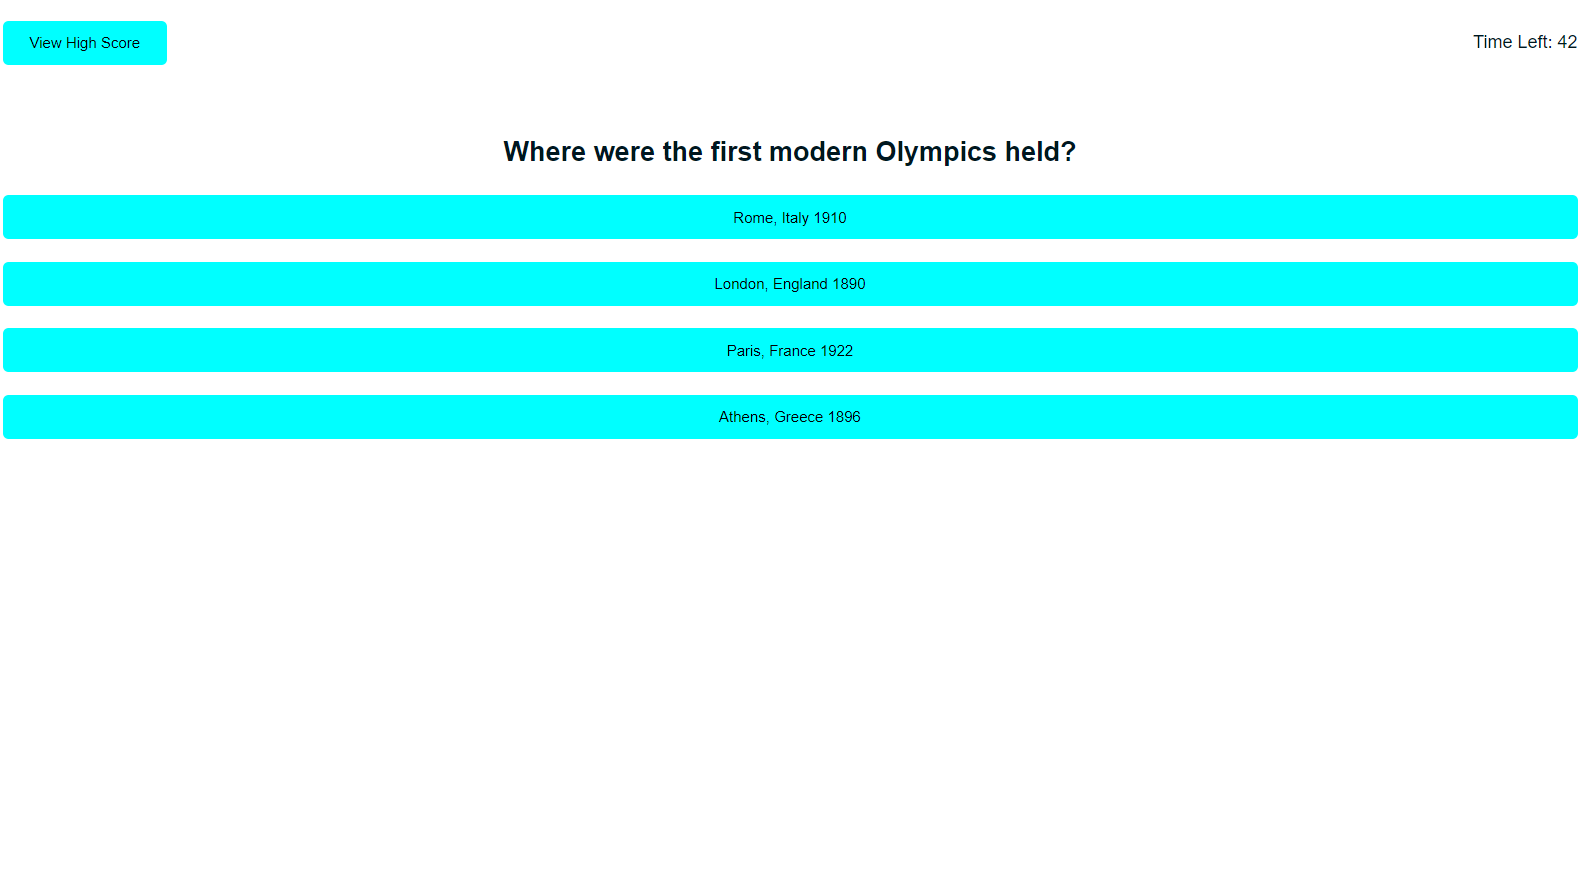 View High Score
Time Left: 42
Where were the first modern Olympics held?
Rome, Italy 1910
London, England 1890
Paris, France 1922
Athens, Greece 1896